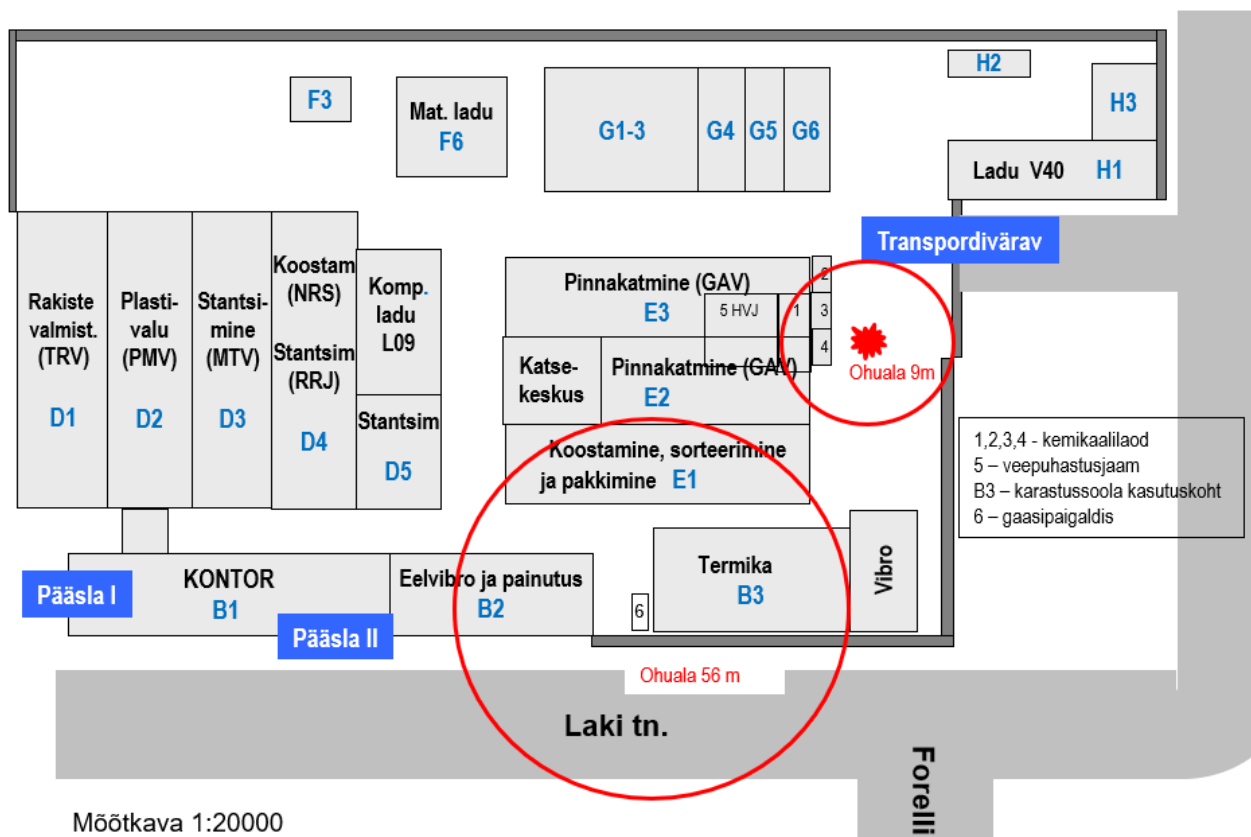 H2
F3
Mat. ladu
F6
G1-3
G4
G5
G6
H3
Ladu V40 H1
Transpordivärav
Rakiste
valmist.
(TRV)
D1
Plasti-
valu
(PMV)
D2
Stantsi-
mine
(MTV)
D3
Koostam
(NRS)
Stantsim
(RRJ)
D4
Komp.
ladu
L09
Stantsim
D5
Pinnakatmine (GAV)
E3
5 HVJ
1
2
3
4
Ohuala 9m
Katse-
keskus
Pinnakatmine (GAV)
E2
Koostamine, sorteerimine
ja pakkimine E1
1,2,3,4 - kemikaalilaod
5 – veepuhastusjaam
B3 – karastussoola kasutuskoht
6 – gaasipaigaldis
Pääsla I
KONTOR
B1
Pääsla II
Eelvibro ja painutus
B2
6
Termika
B3
Vibro
Ohuala 56 m
Laki tn.
Forelli
Mõõtkava 1:20000